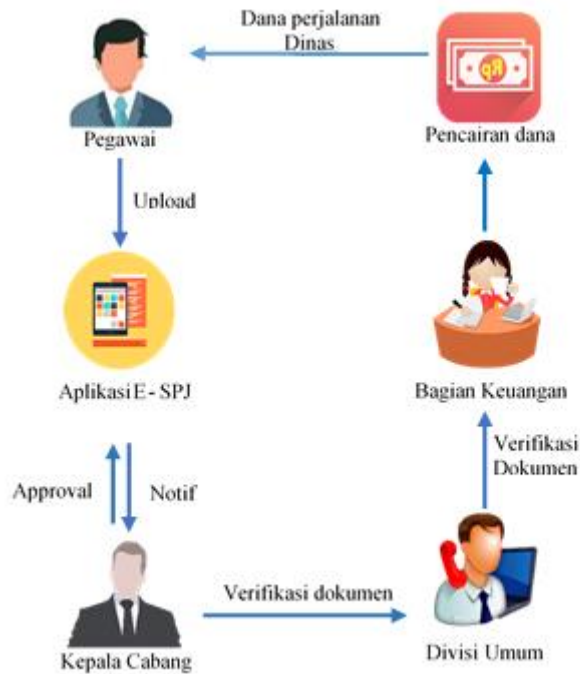 Dana perjalanan
Dinas
Pegawai
Pencairan dana
Upload
Aplikasi E - SPJ
Bagian Keuangan
Verifikasi
Dokumen
Approval
Notif
Verifikasi dokumen
Kepala Cabang
Divisi Umum
Rp